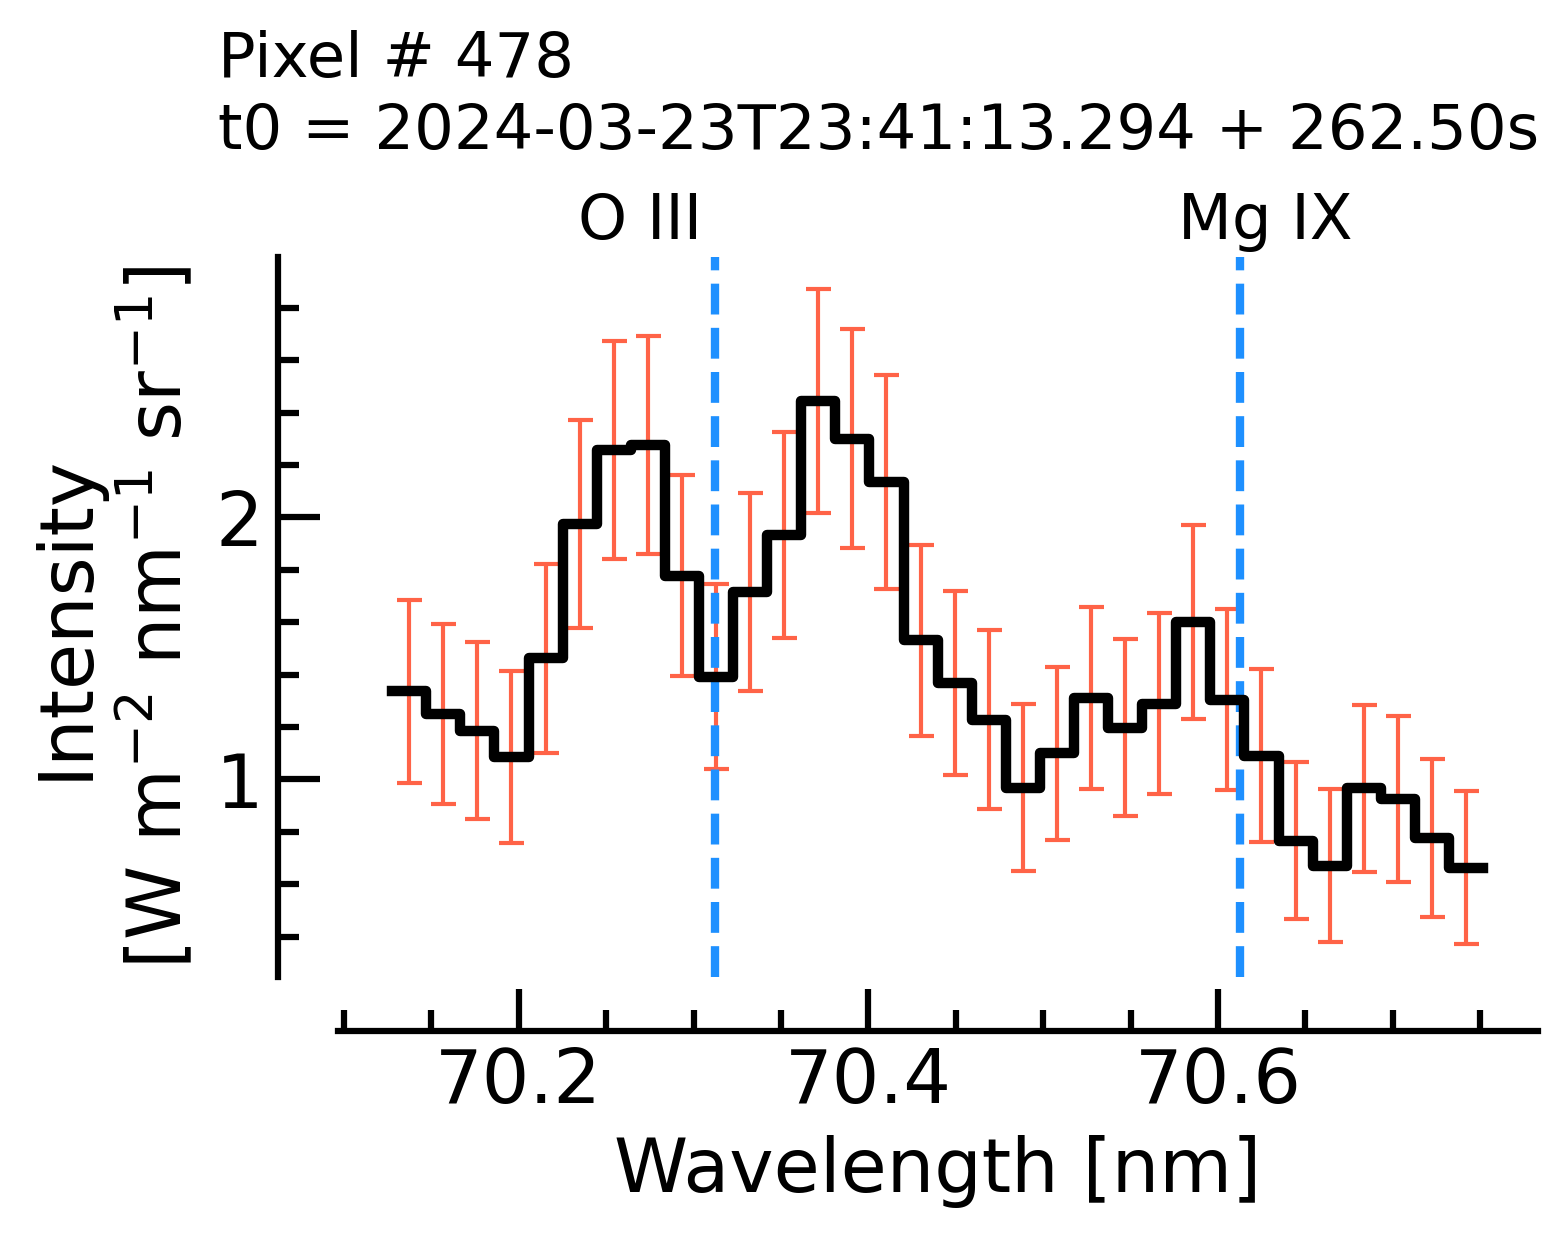 Pixel # 478
t0 = 2024-03-23T23:41:13.294 + 262.50s
O III
Mg IX
Intensity
[W m⁻² nm⁻¹ sr⁻¹]
2
1
70.2
70.4
70.6
Wavelength [nm]